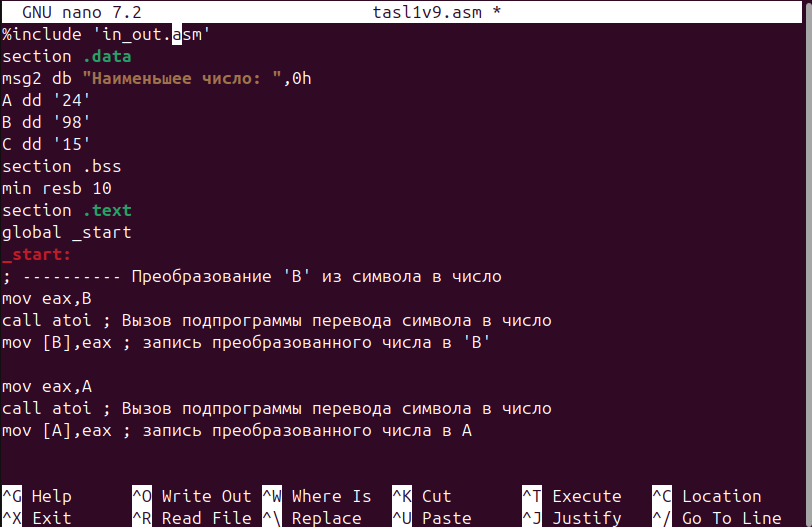 GNU nano 7.2 tasl1v9.asm *
%include 'in_out.asm'
section .data
msg2 db "Наименьшее число: ",0h
A dd '24'
B dd '98'
C dd '15'
section .bss
min resb 10
section .text
global _start
_start:
; ---------- Преобразование 'B' из символа в число
mov eax,B
call atoi ; Вызов подпрограммы перевода символа в число
mov [B],eax ; запись преобразованного числа в 'B'
mov eax,A
call atoi ; Вызов подпрограммы перевода символа в число
mov [A],eax ; запись преобразованного числа в A
^G Help ^O Write Out ^W Where Is ^K Cut ^T Execute ^C Location
^X Exit ^R Read File ^\ Replace ^U Paste ^J Justify ^/ Go To Line